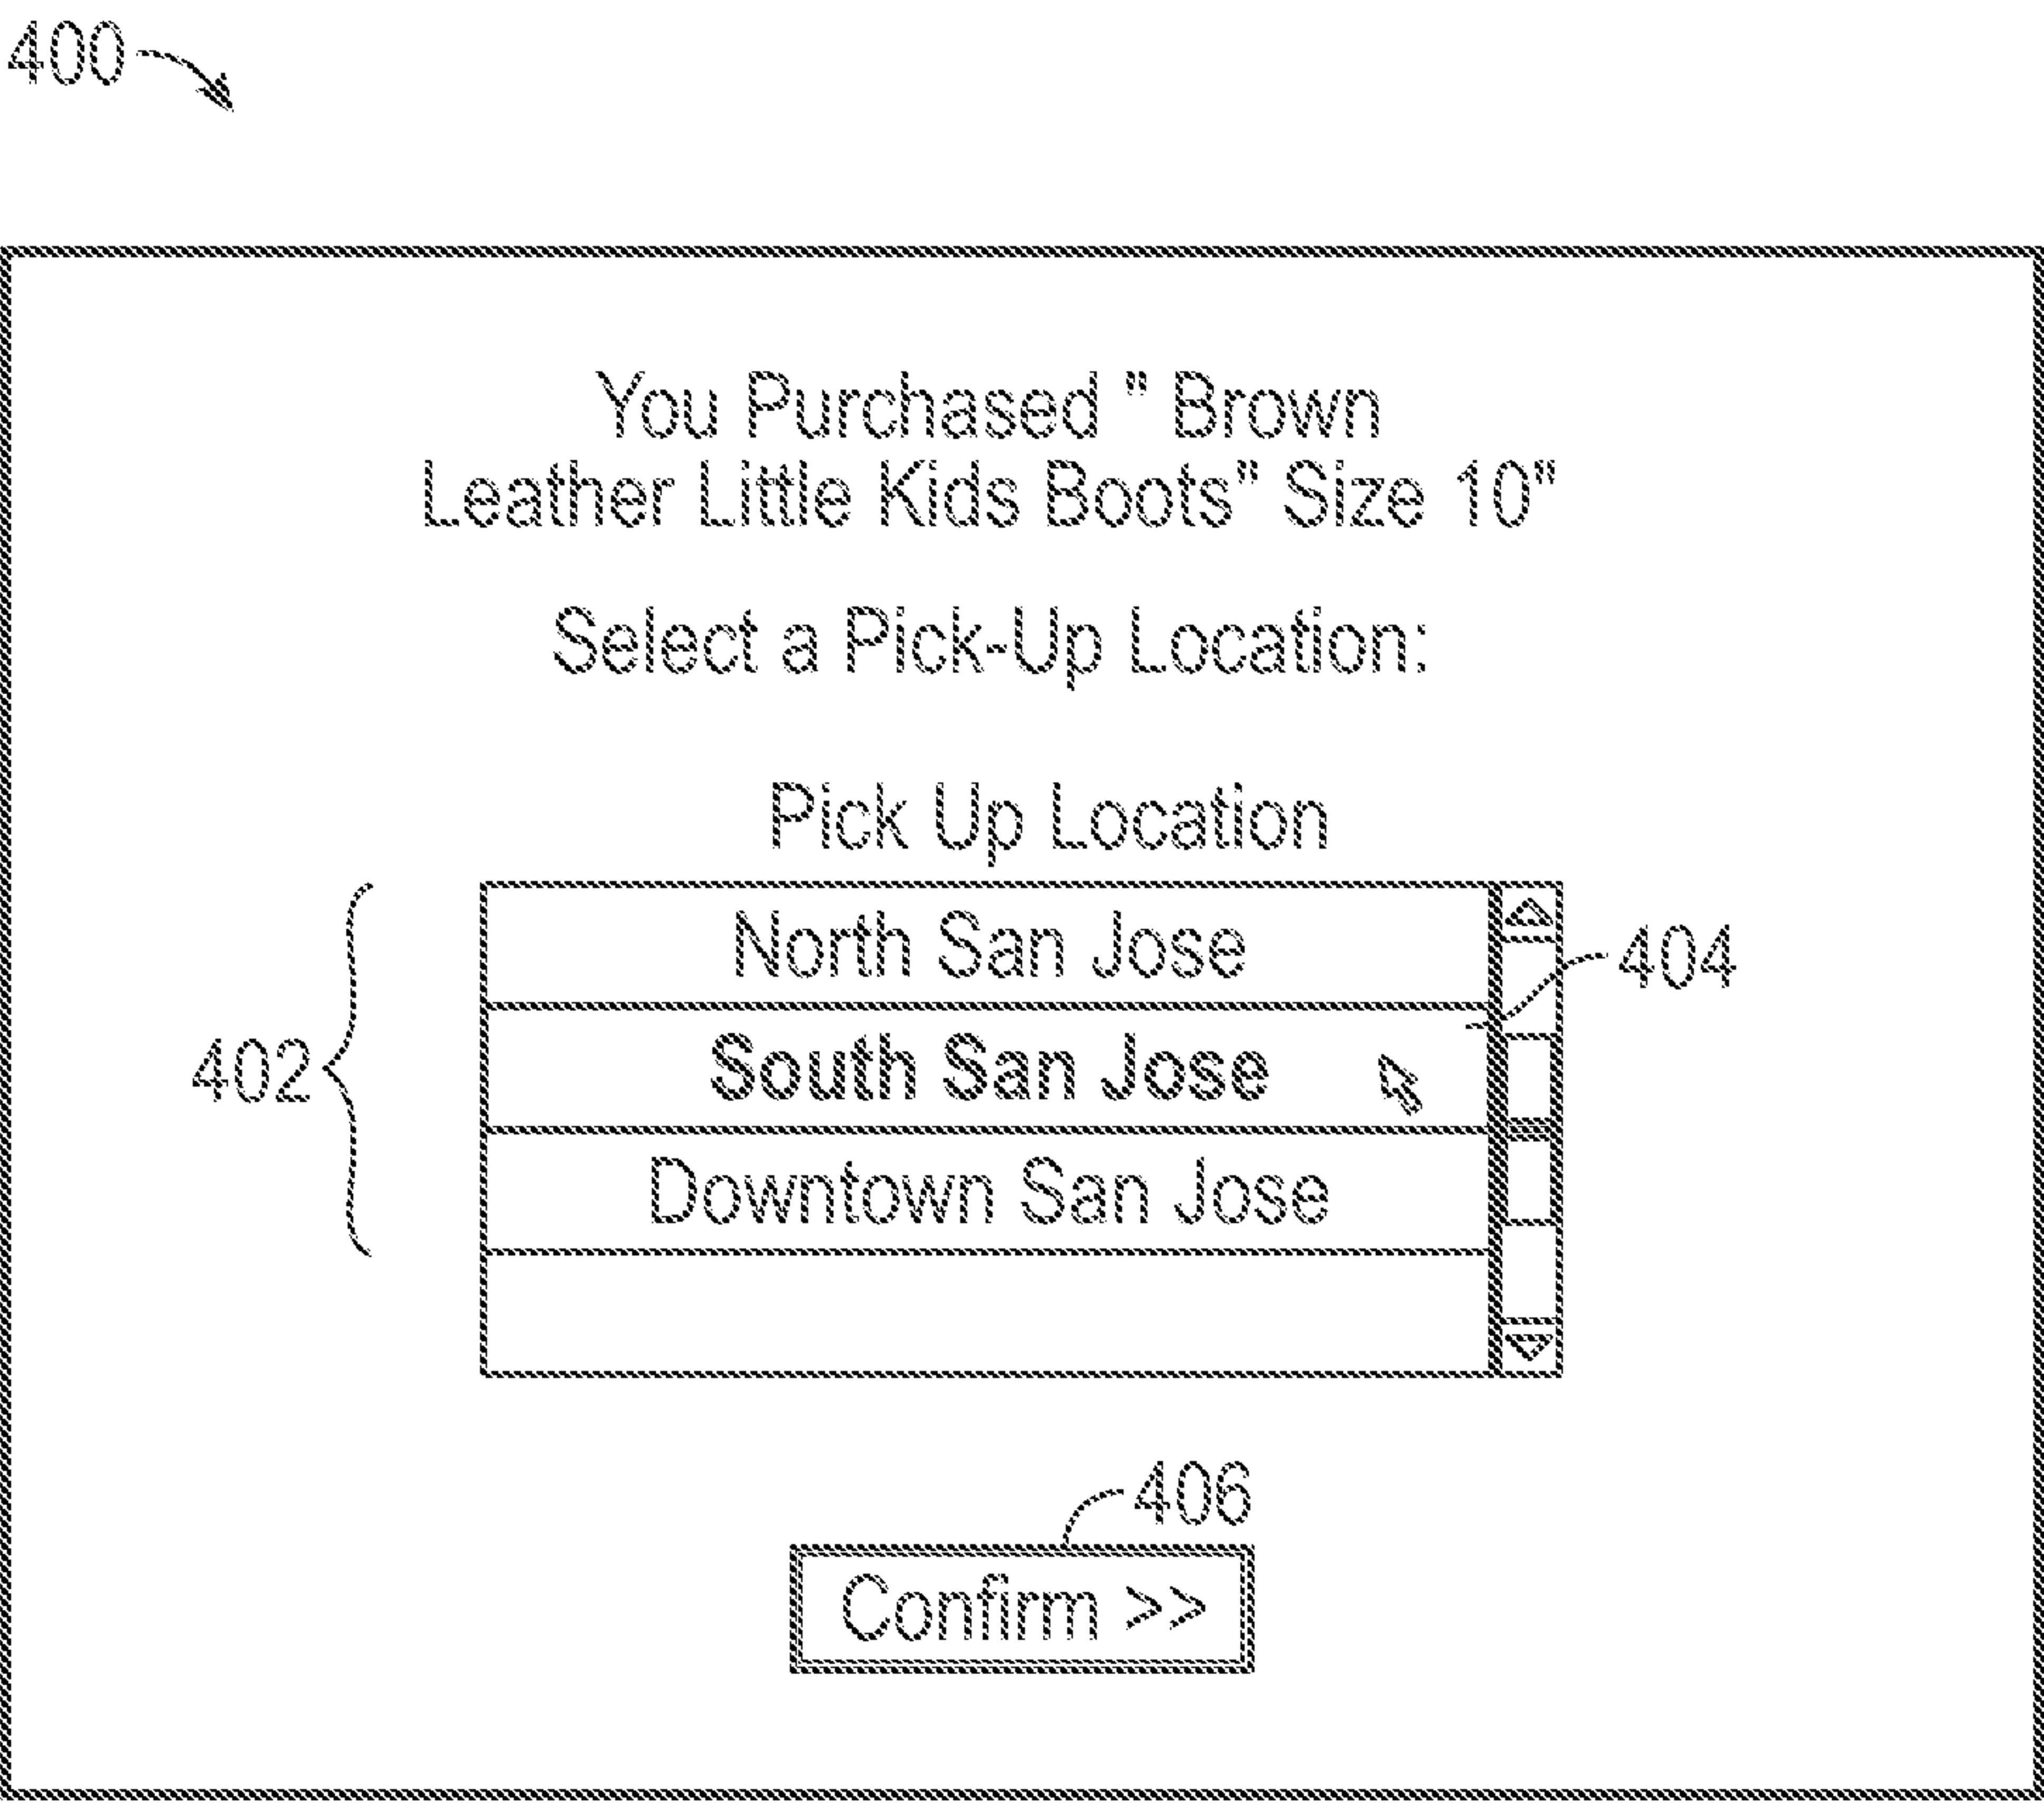 400
You Purchased " Brown
Leather Little Kids Boots" Size 10"
Select a Pick-Up Location:
Pick Up Location
North San Jose
404
402
South San Jose
Downtown San Jose
406
Confirm >>